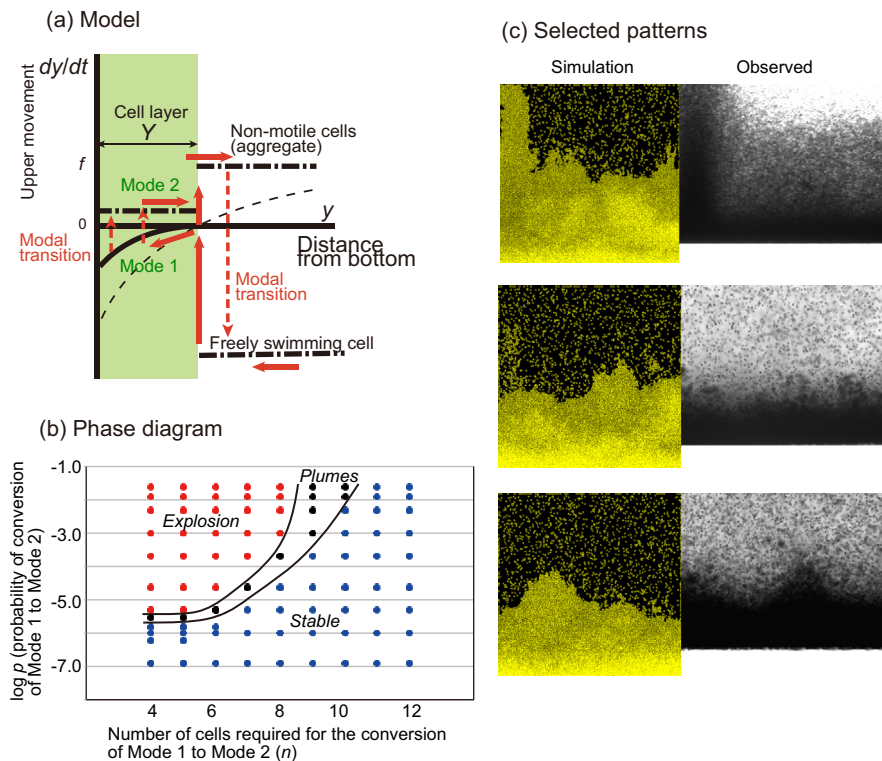 (a) Model
dy/dt
Upper movement
Cell layer
Y
Non-motile cells
(aggregate)
f
Mode 2
0
y
Modal
transition
Mode 1
Distance
from bottom
Modal
transition
Freely swimming cell
(b) Phase diagram
log p (probability of conversion
of Mode 1 to Mode 2)
-1.0
-3.0
-5.0
-7.0
Plumes
Explosion
Stable
4 6 8 10 12
Number of cells required for the conversion
of Mode 1 to Mode 2 (n)
(c) Selected patterns
Simulation Observed